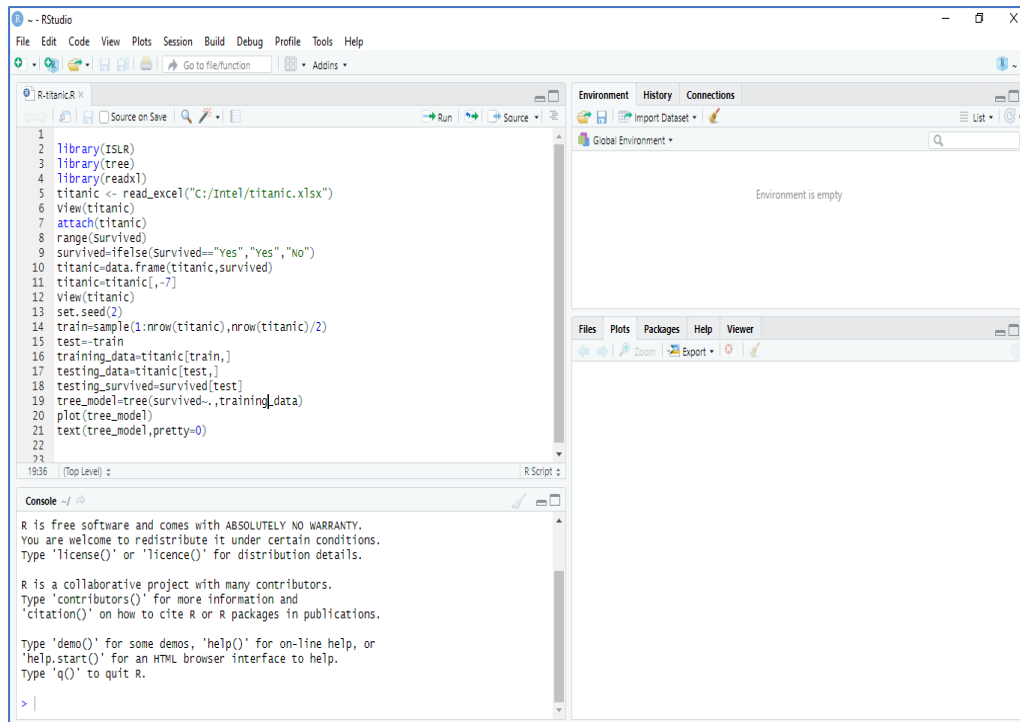 ~ - RStudio
File Edit Code View Plots Session Build Debug Profile Tools Help
Go to file/function Addins
R-titanic.R
Source on Save Run Source
1
2 library(ISLR)
3 library(tree)
4 library(readxl)
5 titanic <- read_excel("C:/Intel/titanic.xlsx")
6 View(titanic)
7 attach(titanic)
8 range(Survived)
9 survived=ifelse(Survived=="Yes","Yes","No")
10 titanic=data.frame(titanic,survived)
11 titanic=titanic[,-7]
12 View(titanic)
13 set.seed(2)
14 train=sample(1:nrow(titanic),nrow(titanic)/2)
15 test=-train
16 training_data=titanic[train,]
17 testing_data=titanic[test,]
18 testing_survived=survived[test]
19 tree_model=tree(survived~.,training_data)
20 plot(tree_model)
21 text(tree_model,pretty=0)
22
23
19:36 (Top Level) R Script
Console ~/
R is free software and comes with ABSOLUTELY NO WARRANTY.
You are welcome to redistribute it under certain conditions.
Type 'license()' or 'licence()' for distribution details.
R is a collaborative project with many contributors.
Type 'contributors()' for more information and
'citation()' on how to cite R or R packages in publications.
Type 'demo()' for some demos, 'help()' for on-line help, or
'help.start()' for an HTML browser interface to help.
Type 'q()' to quit R.
>
Environment History Connections
Import Dataset List
Global Environment
Environment is empty
Files Plots Packages Help Viewer
Zoom Export